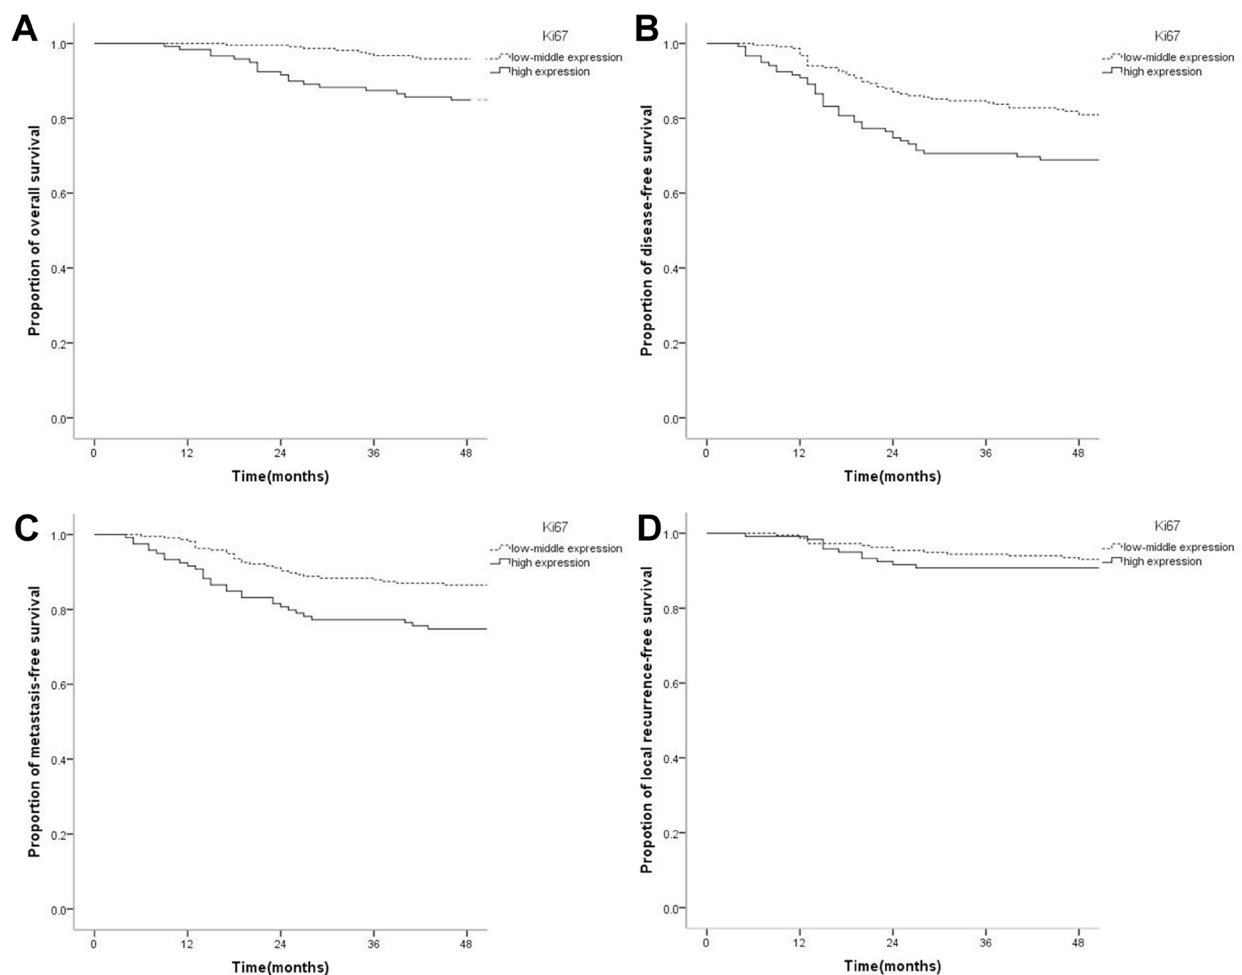 A
Ki67
low-middle expression
high expression
Proportion of overall survival
1.0
0.8
0.6
0.4
0.2
0.0
0 12 24 36 48
Time(months)
B
Ki67
low-middle expression
high expression
Proportion of disease-free survival
1.0
0.8
0.6
0.4
0.2
0.0
0 12 24 36 48
Time(months)
C
Ki67
low-middle expression
high expression
Proportion of metastasis-free survival
1.0
0.8
0.6
0.4
0.2
0.0
0 12 24 36 48
Time(months)
D
Ki67
low-middle expression
high expression
Propotion of local recurrence-free survival
1.0
0.8
0.6
0.4
0.2
0.0
0 12 24 36 48
Time(months)